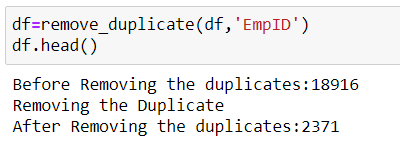 df=remove_duplicate(df,'EmpID')
df.head()
Before Removing the duplicates:18916
Removing the Duplicate
After Removing the duplicates:2371